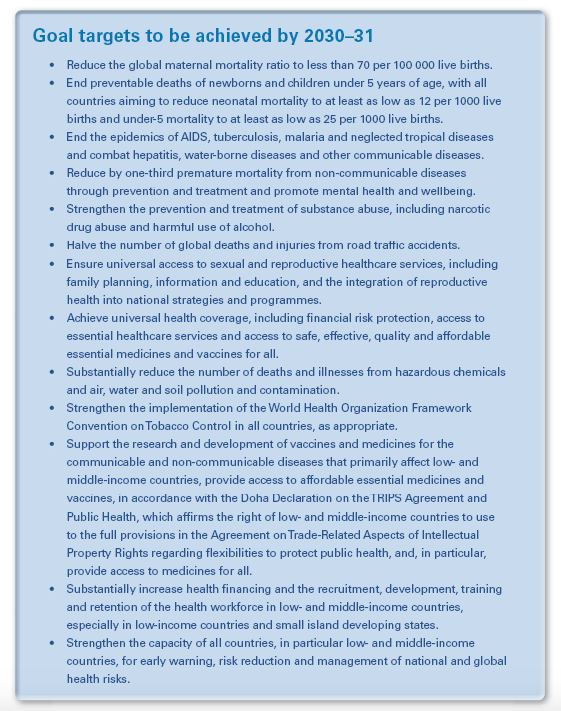 Goal targets to be achieved by 2030–31
• Reduce the global maternal mortality ratio to less than 70 per 100 000 live births.
• End preventable deaths of newborns and children under 5 years of age, with all
countries aiming to reduce neonatal mortality to at least as low as 12 per 1000 live
births and under-5 mortality to at least as low as 25 per 1000 live births.
• End the epidemics of AIDS, tuberculosis, malaria and neglected tropical diseases
and combat hepatitis, water-borne diseases and other communicable diseases.
• Reduce by one-third premature mortality from non-communicable diseases
through prevention and treatment and promote mental health and wellbeing.
• Strengthen the prevention and treatment of substance abuse, including narcotic
drug abuse and harmful use of alcohol.
• Halve the number of global deaths and injuries from road traffic accidents.
• Ensure universal access to sexual and reproductive healthcare services, including
family planning, information and education, and the integration of reproductive
health into national strategies and programmes.
• Achieve universal health coverage, including financial risk protection, access to
essential healthcare services and access to safe, effective, quality and affordable
essential medicines and vaccines for all.
• Substantially reduce the number of deaths and illnesses from hazardous chemicals
and air, water and soil pollution and contamination.
• Strengthen the implementation of the World Health Organization Framework
Convention on Tobacco Control in all countries, as appropriate.
• Support the research and development of vaccines and medicines for the
communicable and non-communicable diseases that primarily affect low- and
middle-income countries, provide access to affordable essential medicines and
vaccines, in accordance with the Doha Declaration on the TRIPS Agreement and
Public Health, which affirms the right of low- and middle-income countries to use
to the full provisions in the Agreement on Trade-Related Aspects of Intellectual
Property Rights regarding flexibilities to protect public health, and, in particular,
provide access to medicines for all.
• Substantially increase health financing and the recruitment, development, training
and retention of the health workforce in low- and middle-income countries,
especially in low-income countries and small island developing states.
• Strengthen the capacity of all countries, in particular low- and middle-income
countries, for early warning, risk reduction and management of national and global
health risks.